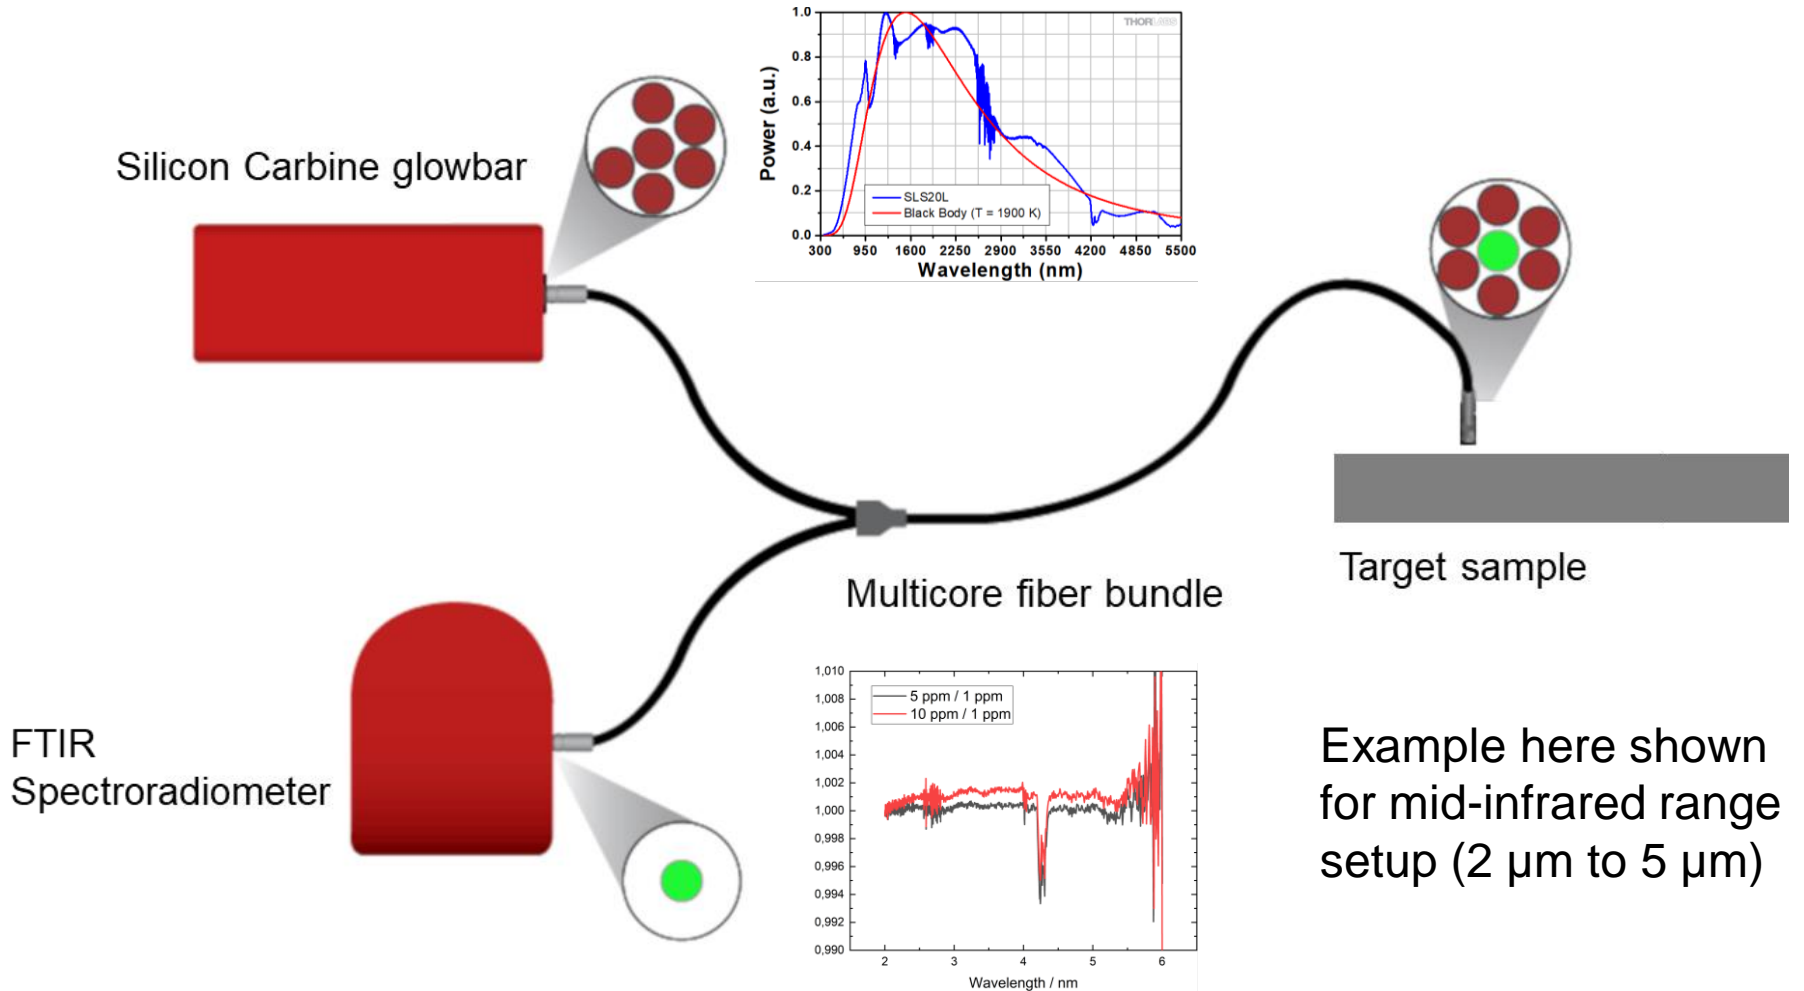 Silicon Carbine glowbar
1.0
0.8
0.6
0.4
0.2
0.0
Power (a.u.)
THORLABS
SLS20L
Black Body (T = 1900 K)
300 950 1600 2250 2900 3550 4200 4850 5500
Wavelength (nm)
Target sample
Multicore fiber bundle
FTIR
Spectroradiometer
1,010
1,008
1,006
1,004
1,002
1,000
0,998
0,996
0,994
0,992
0,990
5 ppm / 1 ppm
10 ppm / 1 ppm
2 3 4 5 6
Wavelength / nm
Example here shown
for mid-infrared range
setup (2 µm to 5 µm)